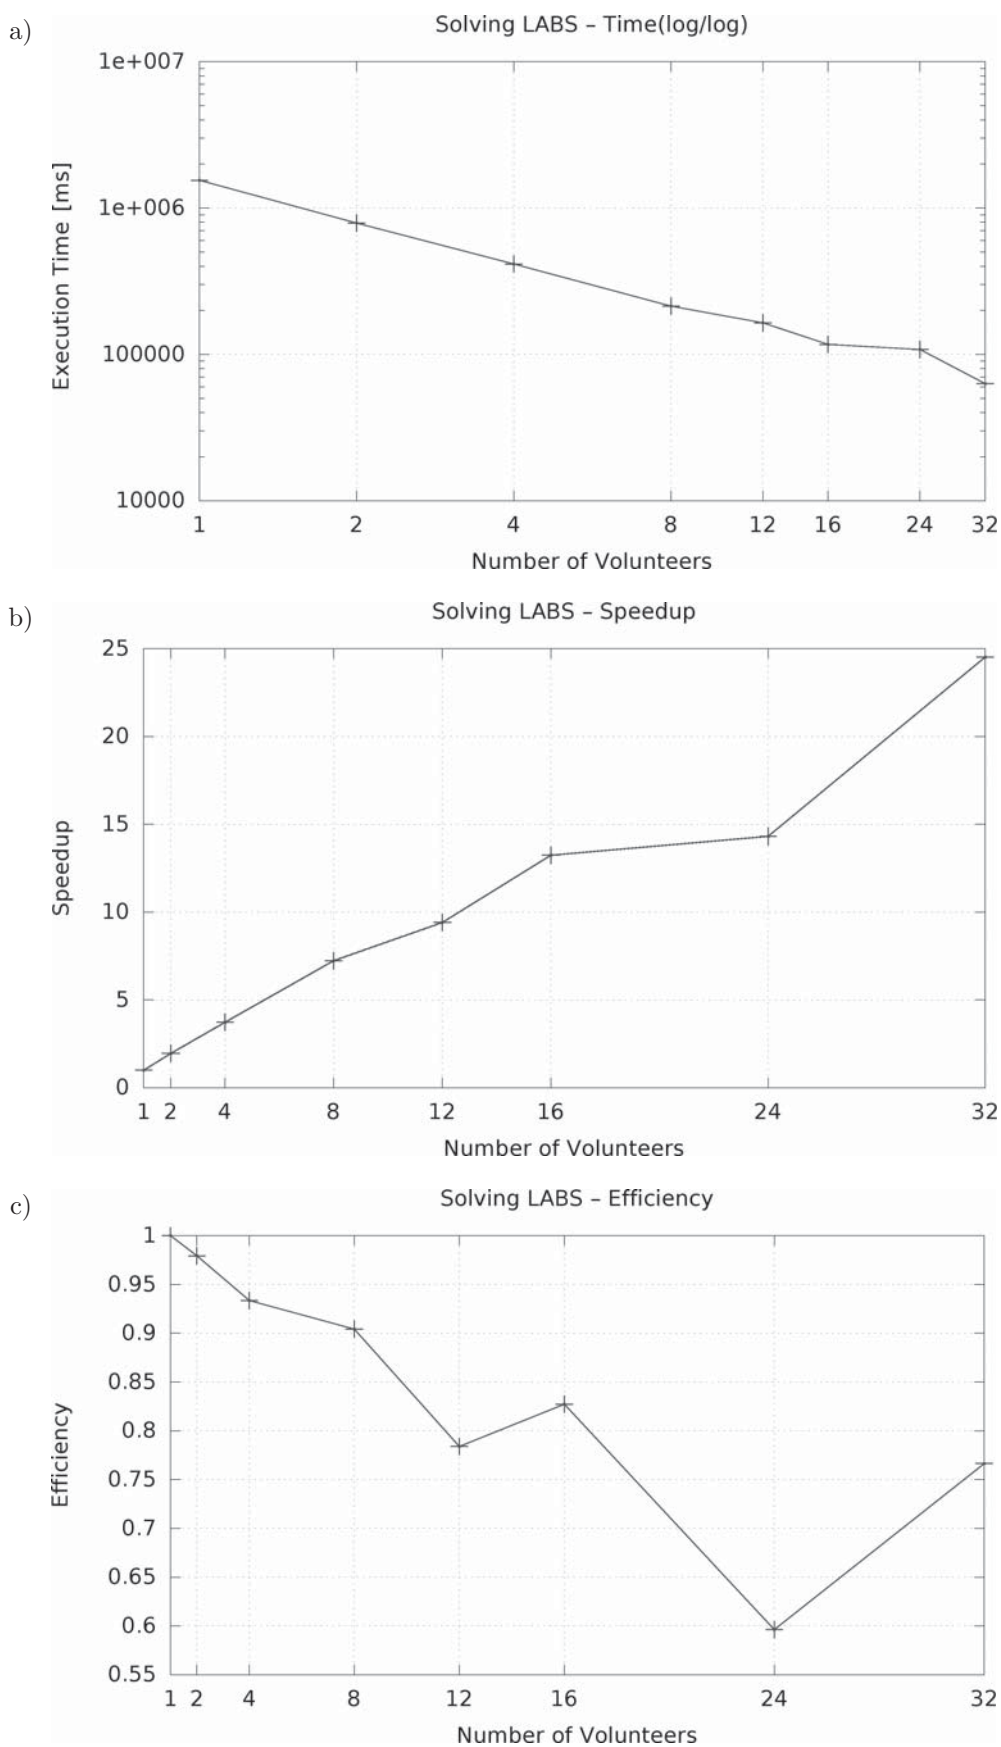 a)
Solving LABS – Time(log/log)
1e+007
1e+006
100000
10000
Execution Time [ms]
1 2 4 8 12 16 24 32
Number of Volunteers
b)
Solving LABS – Speedup
25
20
15
10
5
0
Speedup
1 2 4 8 12 16 24 32
Number of Volunteers
c)
Solving LABS – Efficiency
1
0.95
0.9
0.85
0.8
0.75
0.7
0.65
0.6
0.55
Efficiency
1 2 4 8 12 16 24 32
Number of Volunteers